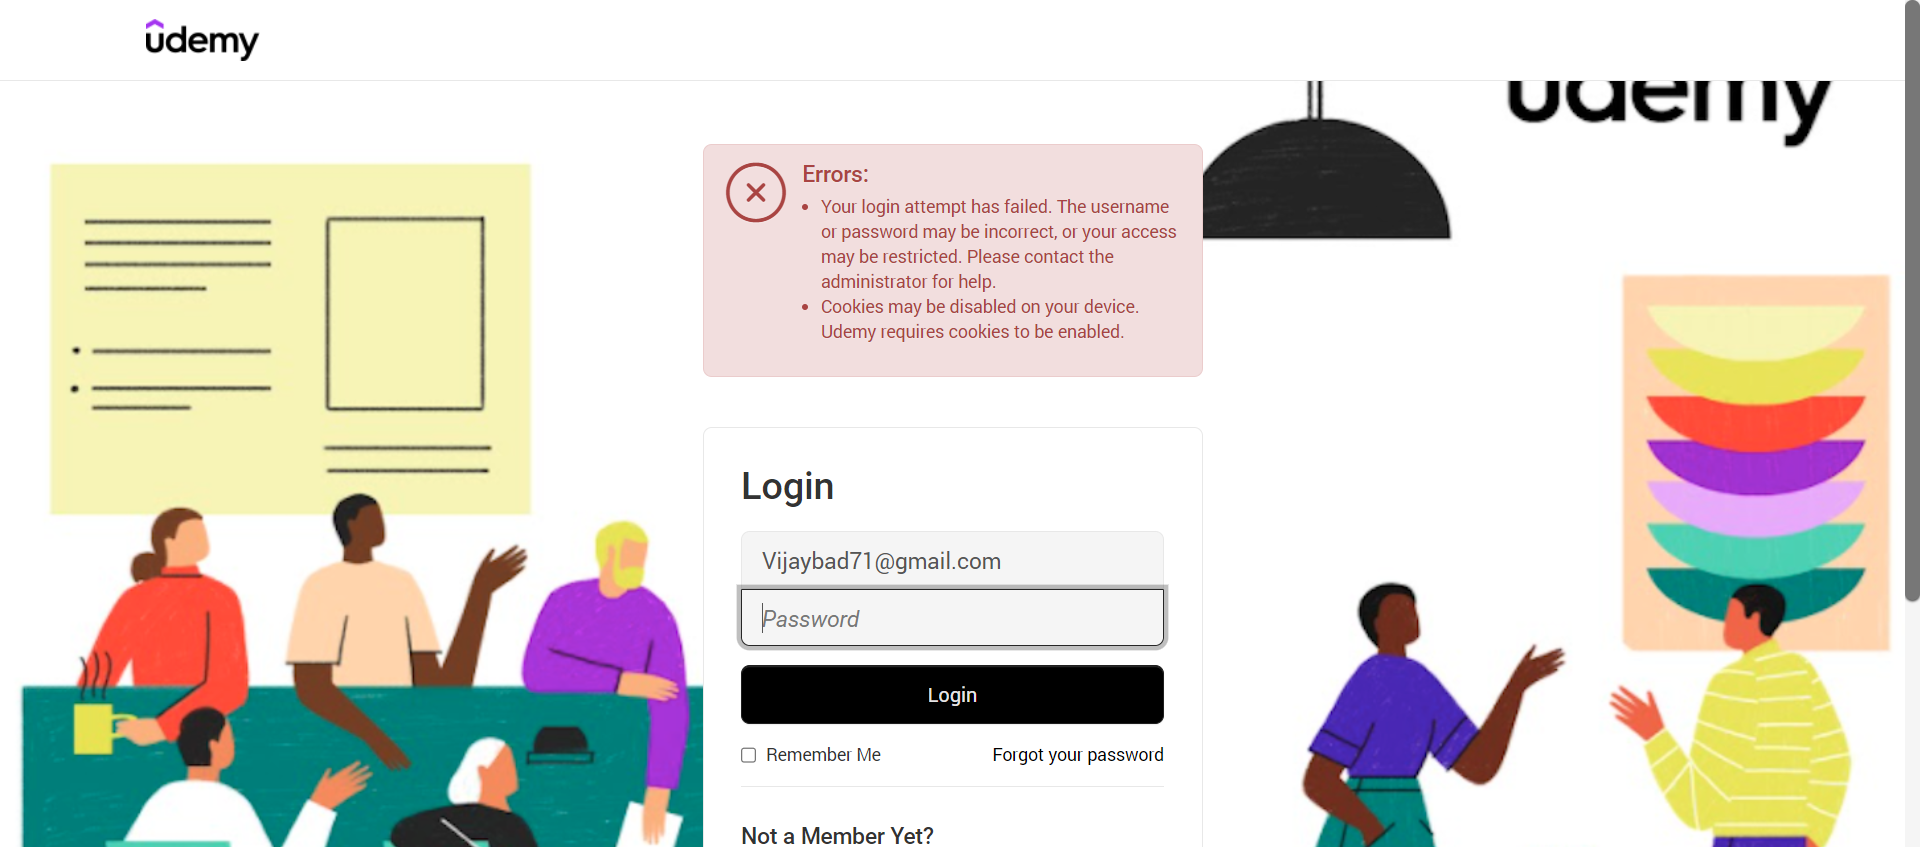 udemy
udemy
Errors:
• Your login attempt has failed. The username
or password may be incorrect, or your access
may be restricted. Please contact the
administrator for help.
• Cookies may be disabled on your device.
Udemy requires cookies to be enabled.
Login
Vijaybad71@gmail.com
Password
Login
Remember Me
Forgot your password
Not a Member Yet?